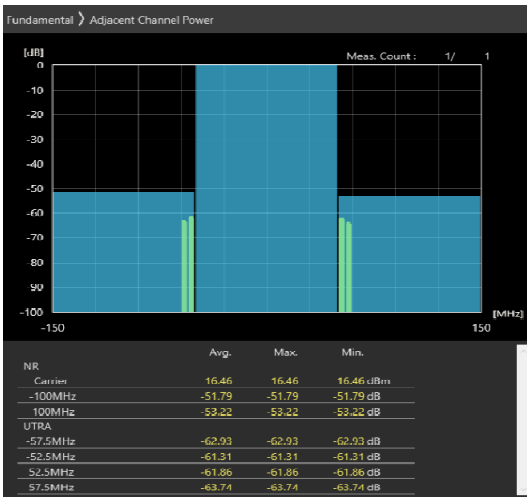 Fundamental ❯ Adjacent Channel Power
[dB]
Meas. Count : 1/ 1
0
-10
-20
-30
-40
-50
-60
-70
-80
-90
-100
[MHz]
-150 150
Avg. Max. Min.
NR
Carrier 16.46 16.46 16.46 dBm
-100MHz -51.79 -51.79 -51.79 dB
100MHz -53.22 -53.22 -53.22 dB
UTRA
-57.5MHz -62.93 -62.93 -62.93 dB
-52.5MHz -61.31 -61.31 -61.31 dB
52.5MHz -61.86 -61.86 -61.86 dB
57.5MHz -63.74 -63.74 -63.74 dB